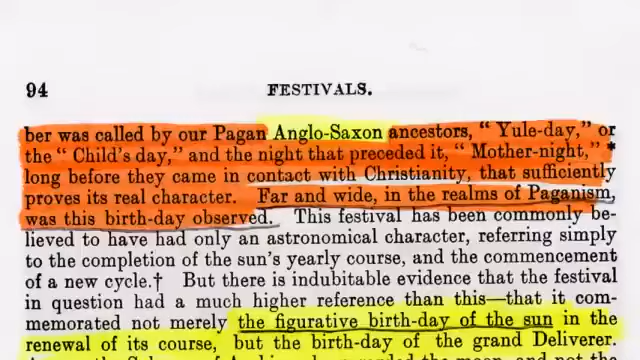 94 FESTIVALS.
ber was called by our Pagan Anglo-Saxon ancestors, “ Yule-day,” or
the “ Child's day,” and the night that preceded it, “ Mother-night,” *
long before they came in contact with Christianity, that sufficiently
proves its real character. Far and wide, in the realms of Paganism,
was this birth-day observed. This festival has been commonly be-
lieved to have had only an astronomical character, referring simply
to the completion of the sun's yearly course, and the commencement
of a new cycle.† But there is indubitable evidence that the festival
in question had a much higher reference than this—that it com-
memorated not merely the figurative birth-day of the sun in the
renewal of its course, but the birth-day of the grand Deliverer.